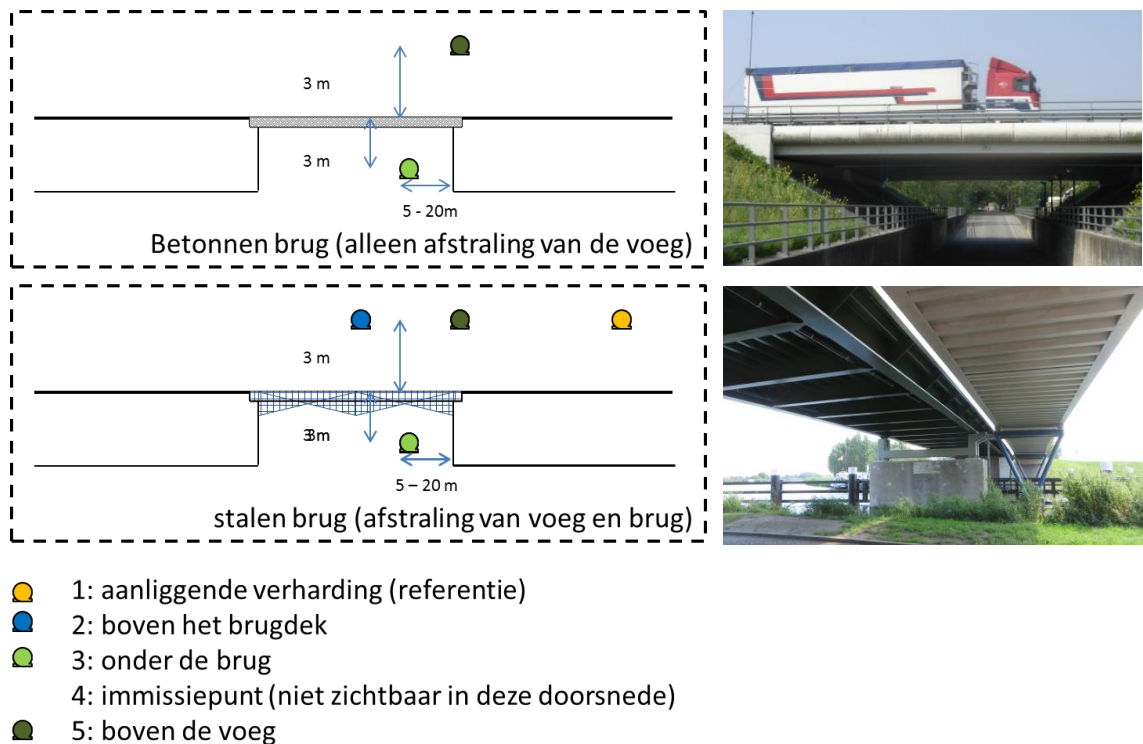 3 m
3 m
5 - 20m
Betonnen brug (alleen afstraling van de voeg)
3 m
33m
5 – 20 m
stalen brug (afstraling van voeg en brug)
1: aanliggende verharding (referentie)
2: boven het brugdek
3: onder de brug
4: immissiepunt (niet zichtbaar in deze doorsnede)
5: boven de voeg